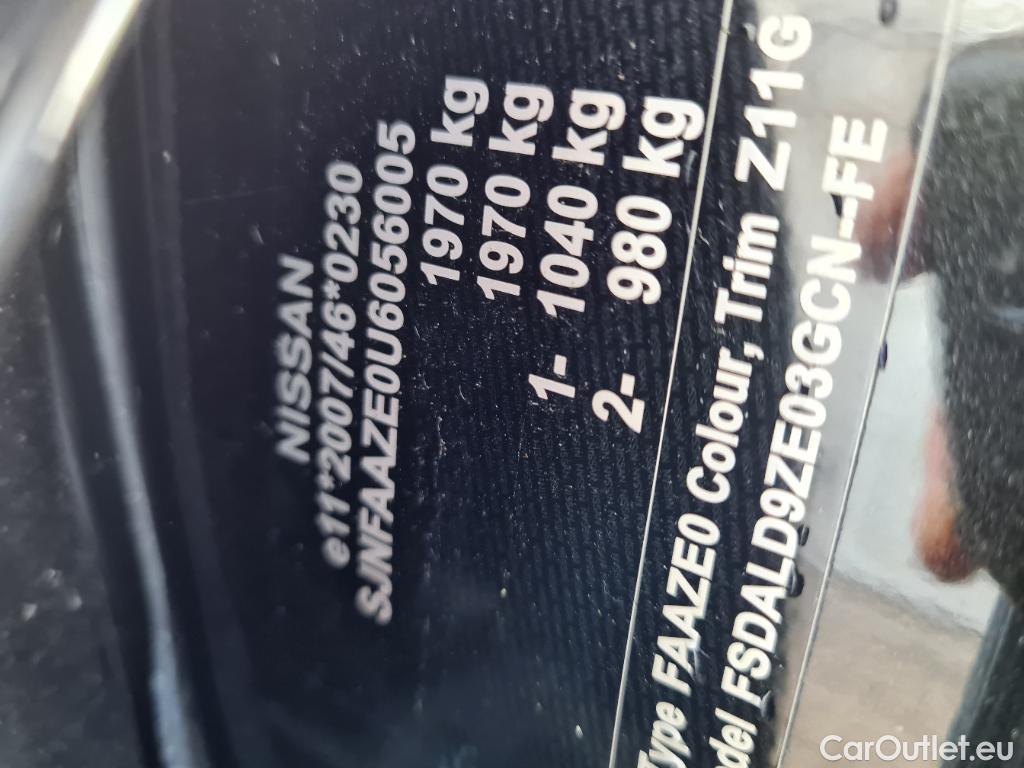 NISSAN
e11*2007/46*0230
SJNFAAZE0U6056005
1970 kg
1970 kg
1- 1040 kg
2- 980 kg
Type FAAZE0 Colour, Trim Z11G
odel FSDALD9ZE03GCN--FE
CarOutlet.eu